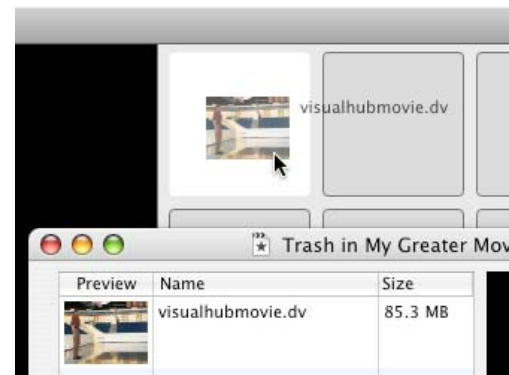 visualhubmovie.dv
Trash in My Greater Mov
Preview Name Size
visualhubmovie.dv 85.3 MB